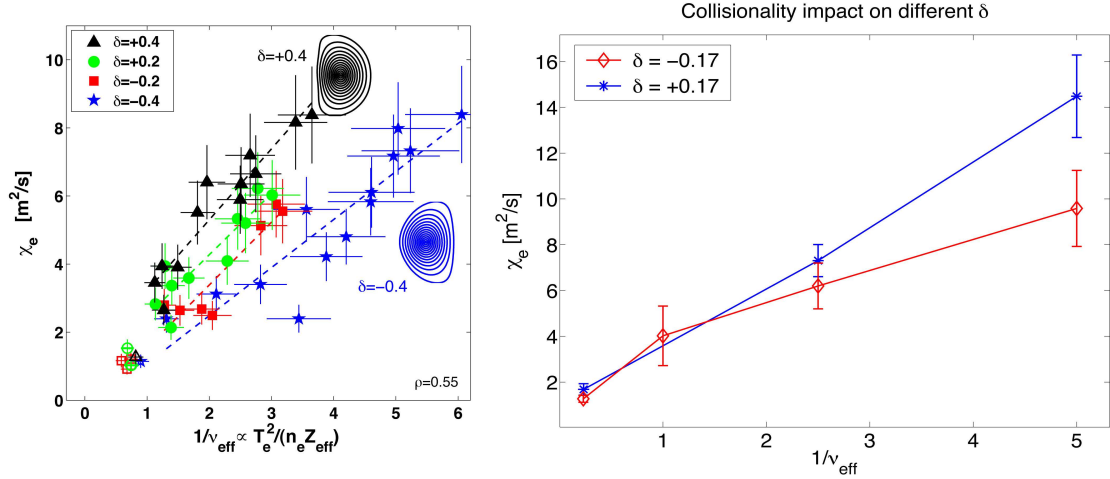 δ=+0.4
δ=+0.2
δ=−0.2
δ=−0.4
δ=+0.4
δ=−0.4
ρ=0.55
10
8
6
4
2
0
χe [m²/s]
0 1 2 3 4 5 6
1/νeff ∝ Te²/(neZeff)
Collisionality impact on different δ
δ = −0.17
δ = +0.17
16
14
12
10
8
6
4
2
χe [m²/s]
1 2 3 4 5
1/νeff